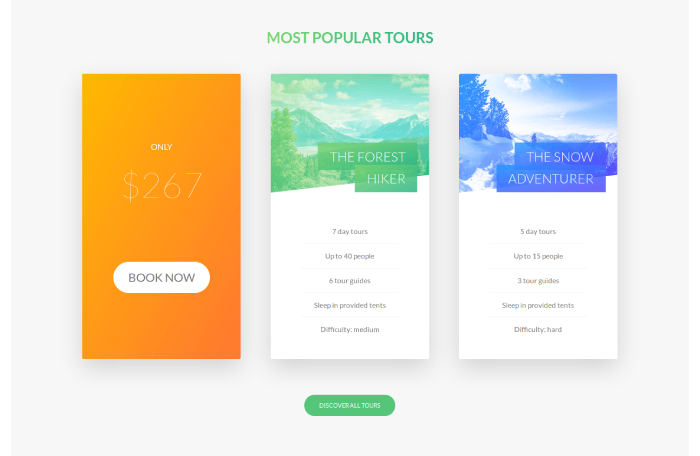 MOST POPULAR TOURS
ONLY
$267
BOOK NOW
THE FOREST
HIKER
7 day tours
Up to 40 people
6 tour guides
Sleep in provided tents
Difficulty: medium
THE SNOW
ADVENTURER
5 day tours
Up to 15 people
3 tour guides
Sleep in provided tents
Difficulty: hard
DISCOVER ALL TOURS